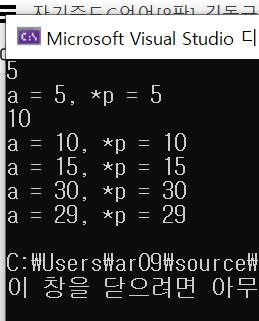 Microsoft Visual Studio 디
5
a = 5, *p = 5
10
a = 10, *p = 10
a = 15, *p = 15
a = 30, *p = 30
a = 29, *p = 29
C:₩Users₩ar09₩source₩
이 창을 닫으려면 아무